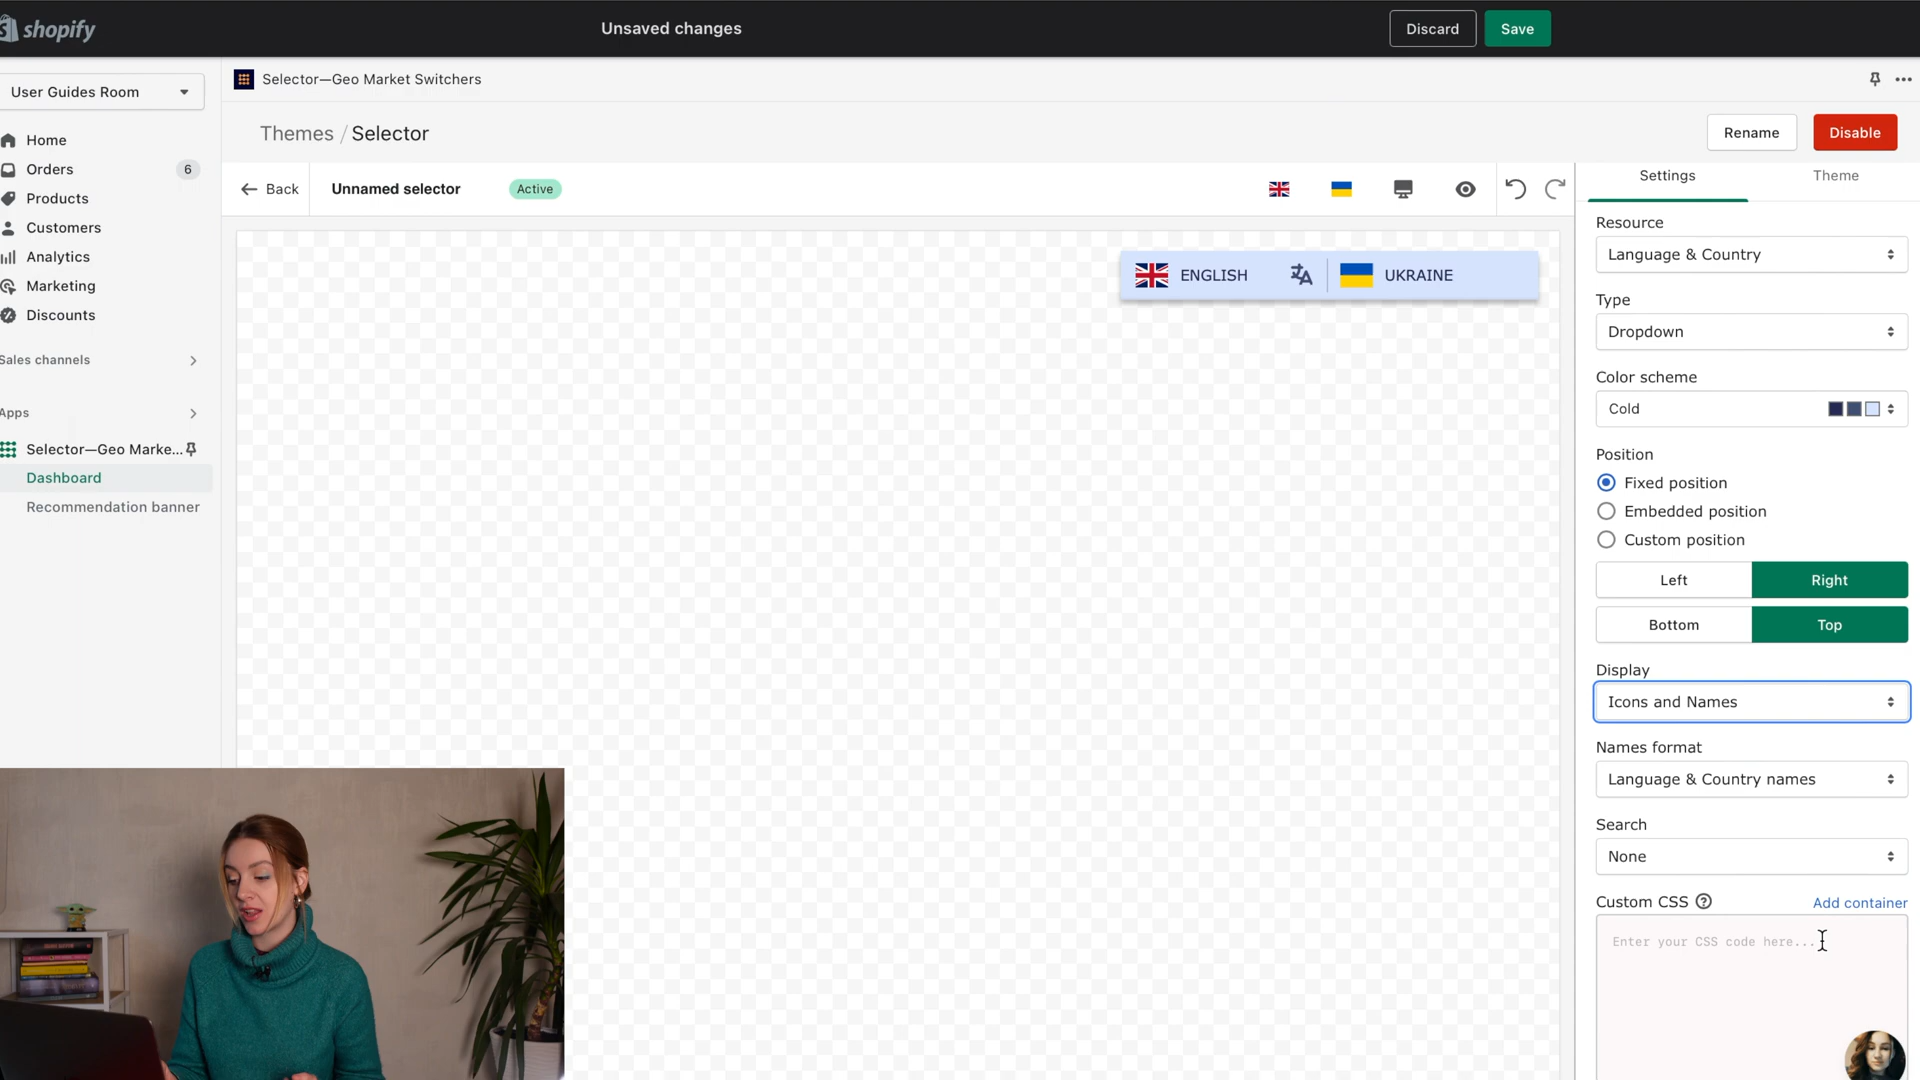 shopify
Unsaved changes
Discard
Save
User Guides Room
Selector—Geo Market Switchers
Themes / Selector
Rename
Disable
Home
Orders
6
Products
Customers
Analytics
Marketing
Discounts
Sales channels
Apps
Selector—Geo Marke...
Dashboard
Recommendation banner
Back
Unnamed selector
Active
ENGLISH
UKRAINE
Settings
Theme
Resource
Language & Country
Type
Dropdown
Color scheme
Cold
Position
Fixed position
Embedded position
Custom position
Left
Right
Bottom
Top
Display
Icons and Names
Names format
Language & Country names
Search
None
Custom CSS
Add container
Enter your CSS code here...